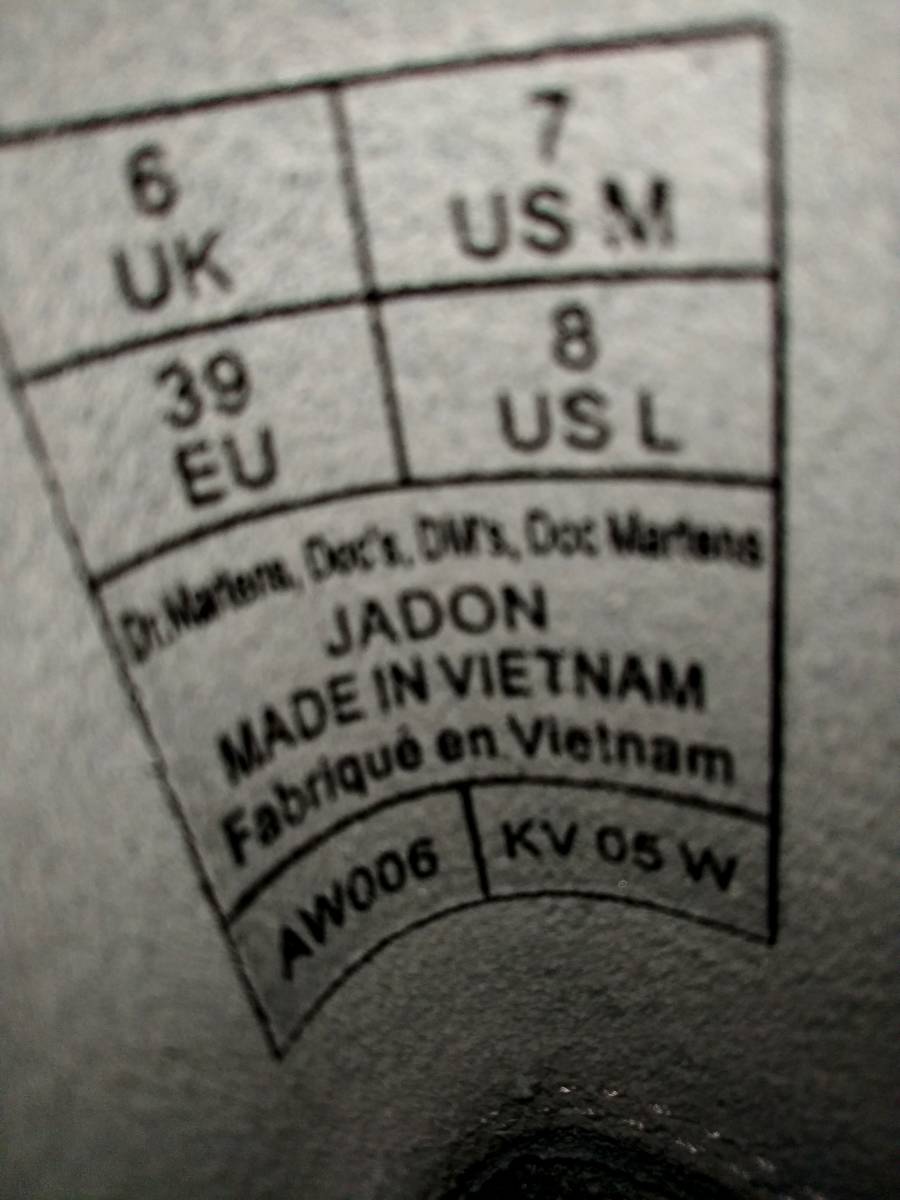 6
UK
7
US M
39
EU
8
US L
Dr.Martens, Doc's, DM's, Doc Martens
JADON
MADE IN VIETNAM
Fabriqué en Vietnam
AW006
KV 05 W